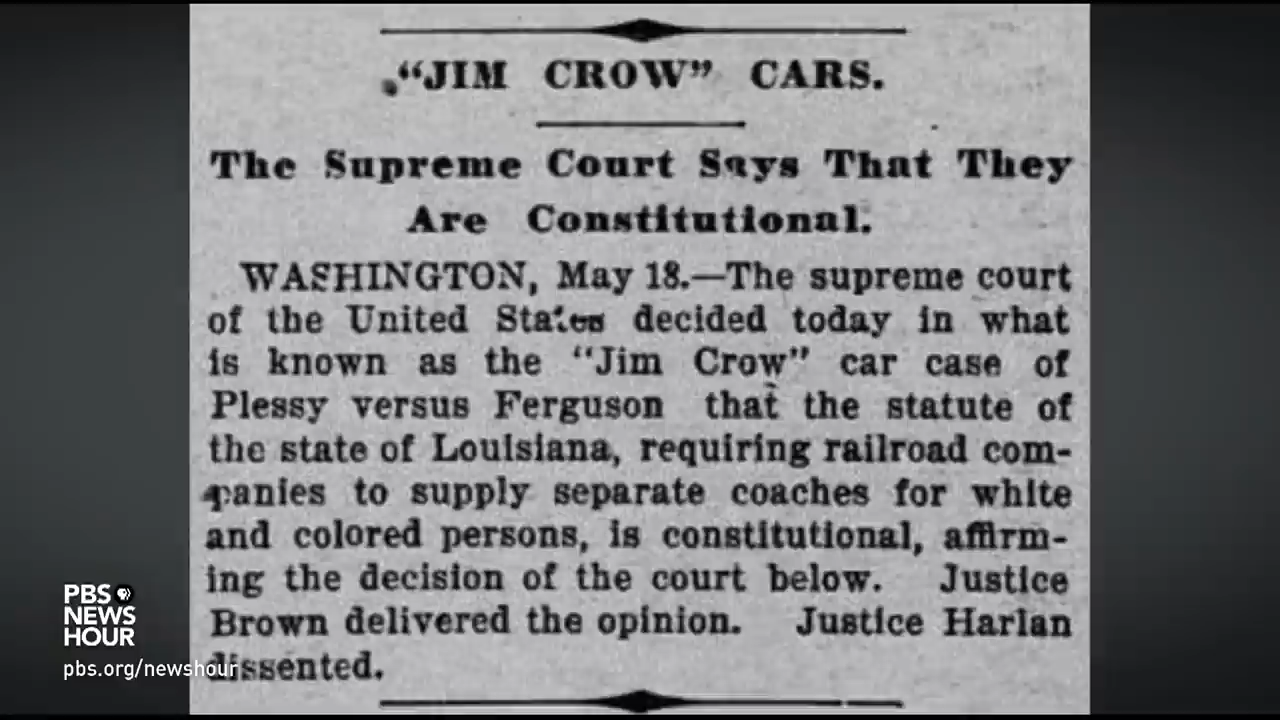 “JIM CROW” CARS.
The Supreme Court Says That They
Are Constitutional.
WASHINGTON, May 18.—The supreme court
of the United States decided today in what
is known as the “Jim Crow” car case of
Plessy versus Ferguson that the statute of
the state of Louisiana, requiring railroad com-
panies to supply separate coaches for white
and colored persons, is constitutional, affirm-
ing the decision of the court below. Justice
Brown delivered the opinion. Justice Harlan
dissented.
PBS
NEWS
HOUR
pbs.org/newshour